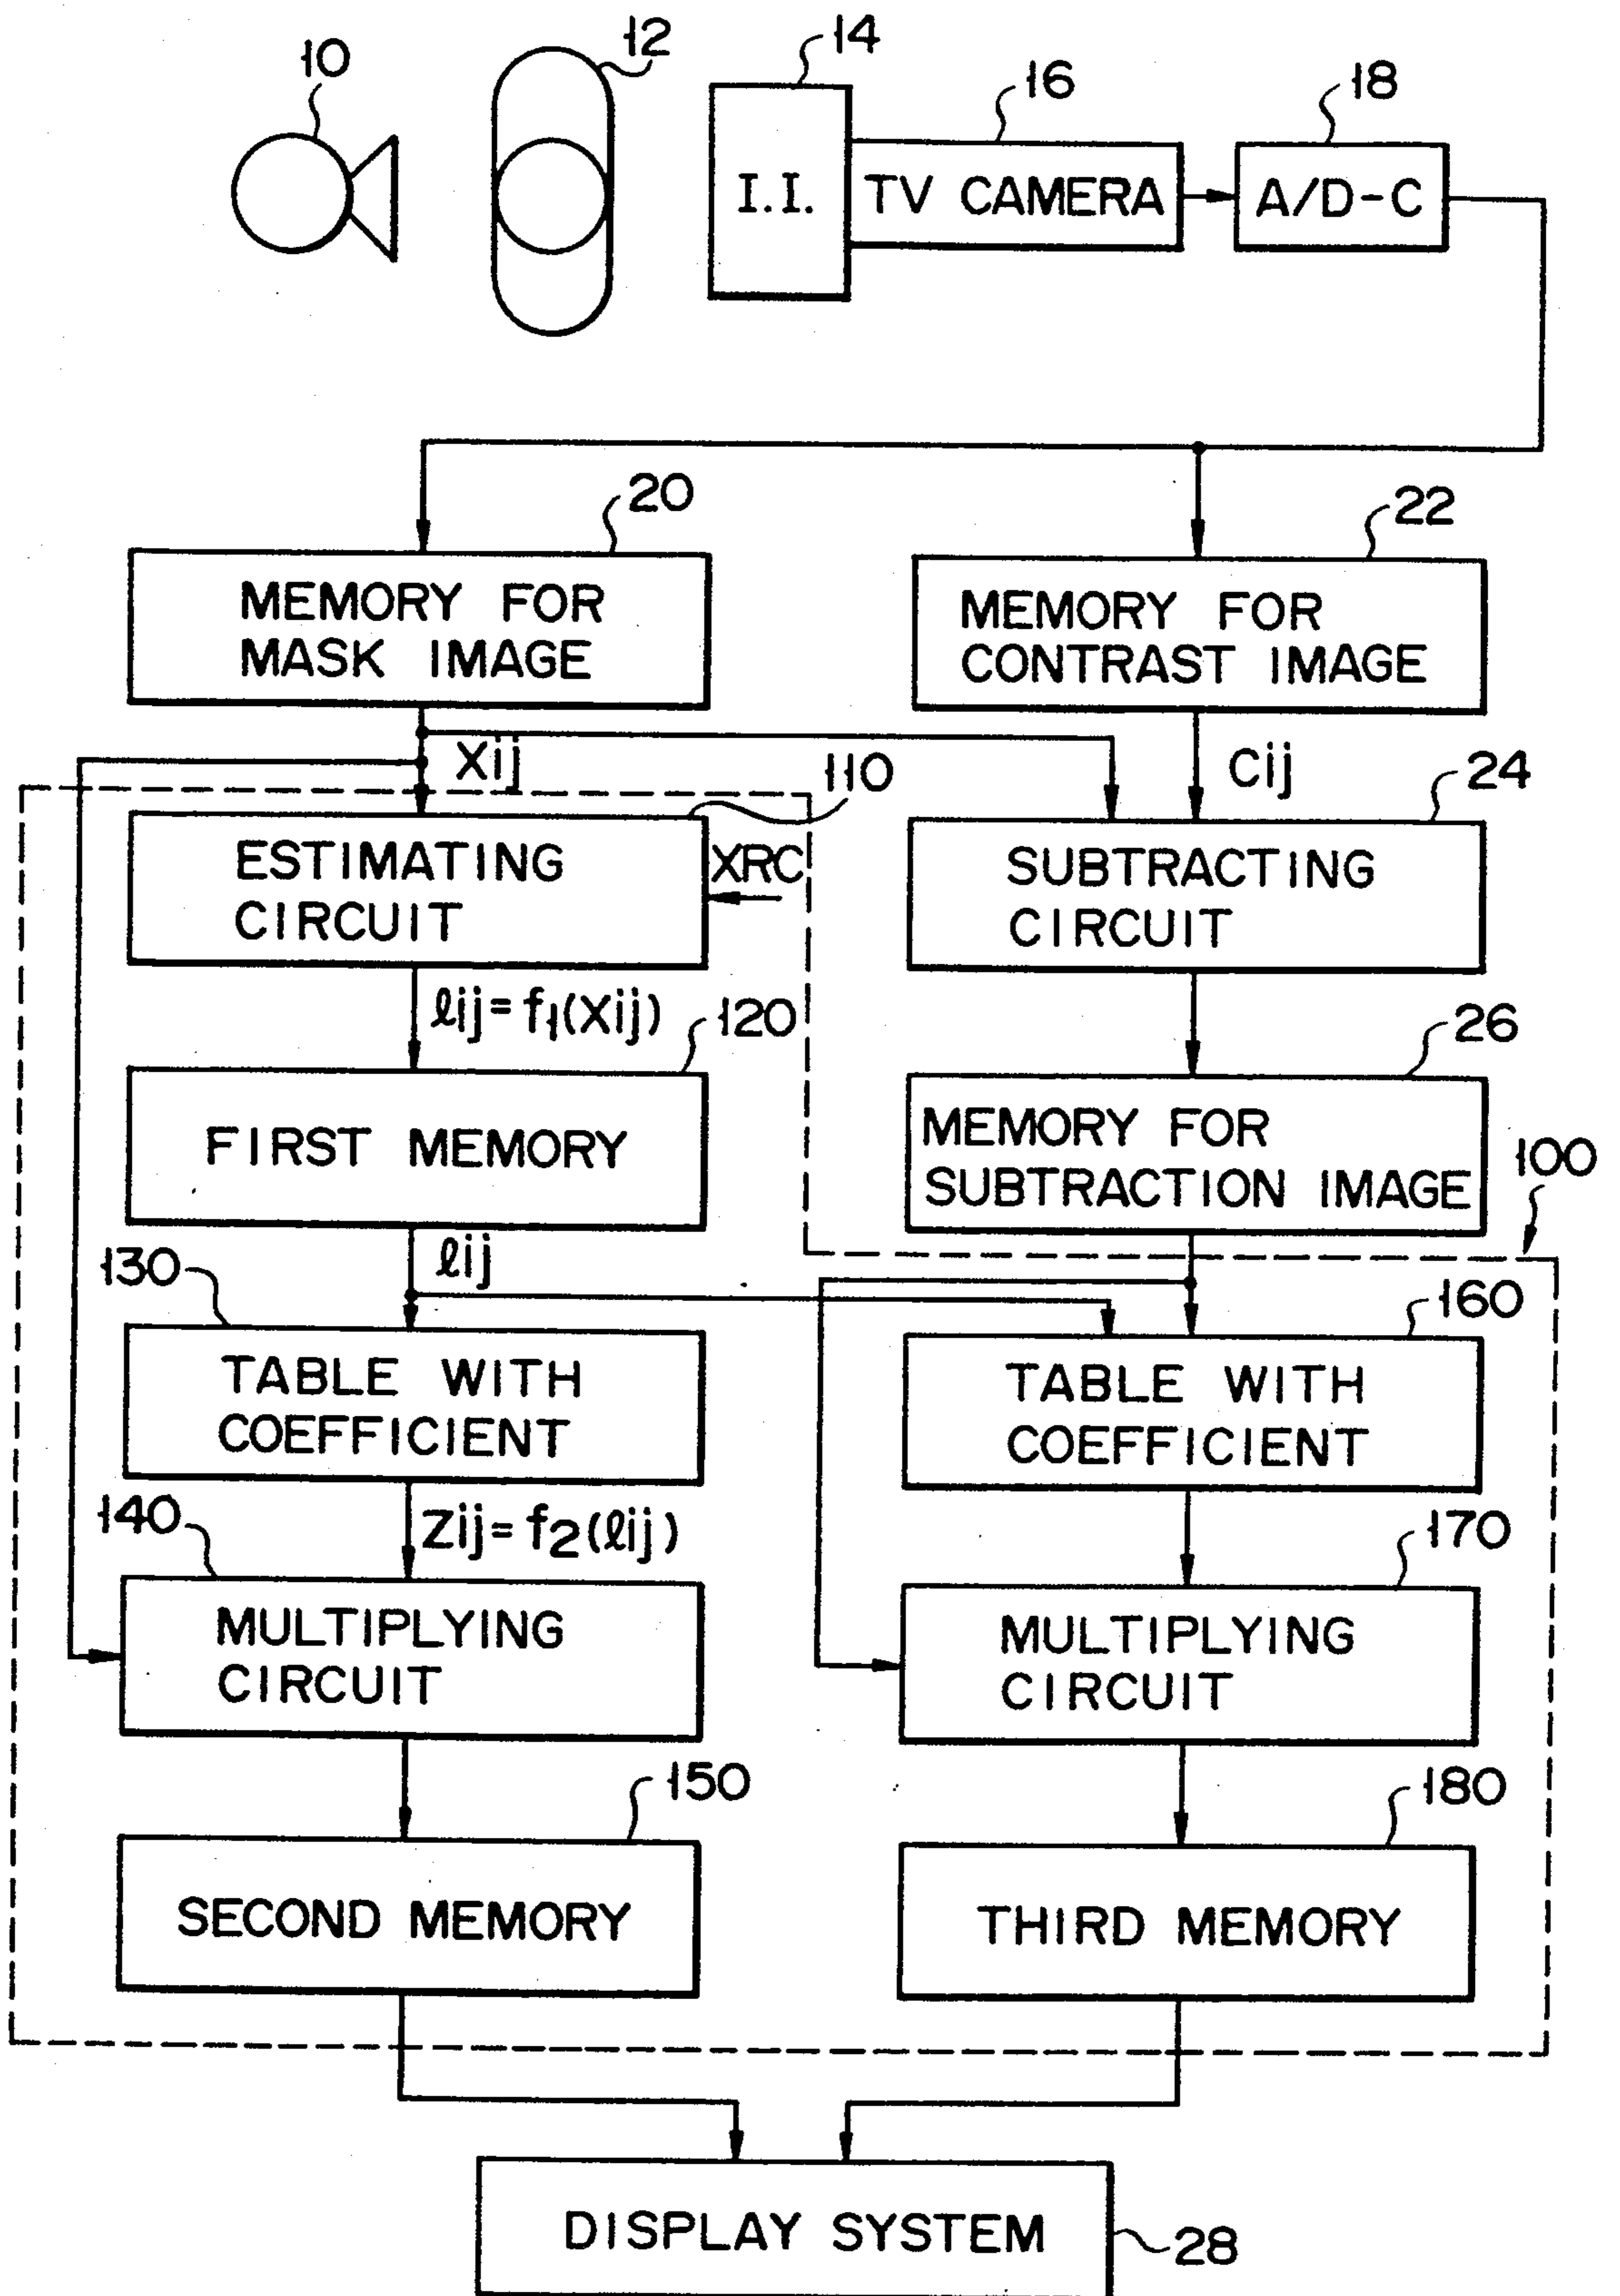 10
12
14
16
18
I.I.
TV CAMERA
A/D-C
20
22
MEMORY FOR
MASK IMAGE
MEMORY FOR
CONTRAST IMAGE
Xij
110
Cij
24
ESTIMATING
CIRCUIT
XRC
SUBTRACTING
CIRCUIT
ℓij=f1(Xij)
120
26
FIRST MEMORY
MEMORY FOR
SUBTRACTION IMAGE
100
130
ℓij
160
TABLE WITH
COEFFICIENT
TABLE WITH
COEFFICIENT
140
Zij=f2(ℓij)
170
MULTIPLYING
CIRCUIT
MULTIPLYING
CIRCUIT
150
180
SECOND MEMORY
THIRD MEMORY
DISPLAY SYSTEM
28